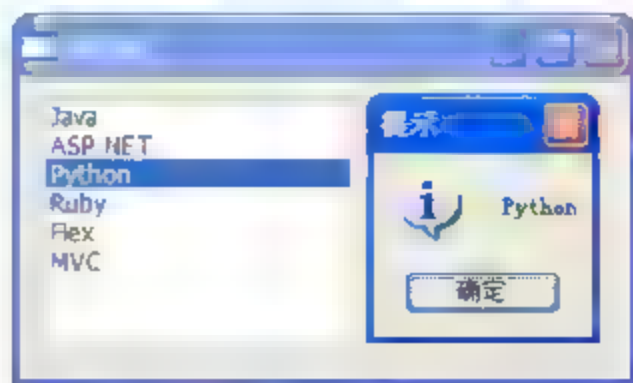 Java
ASP NET
Python
Ruby
Flex
MVC
提示
Python
确定